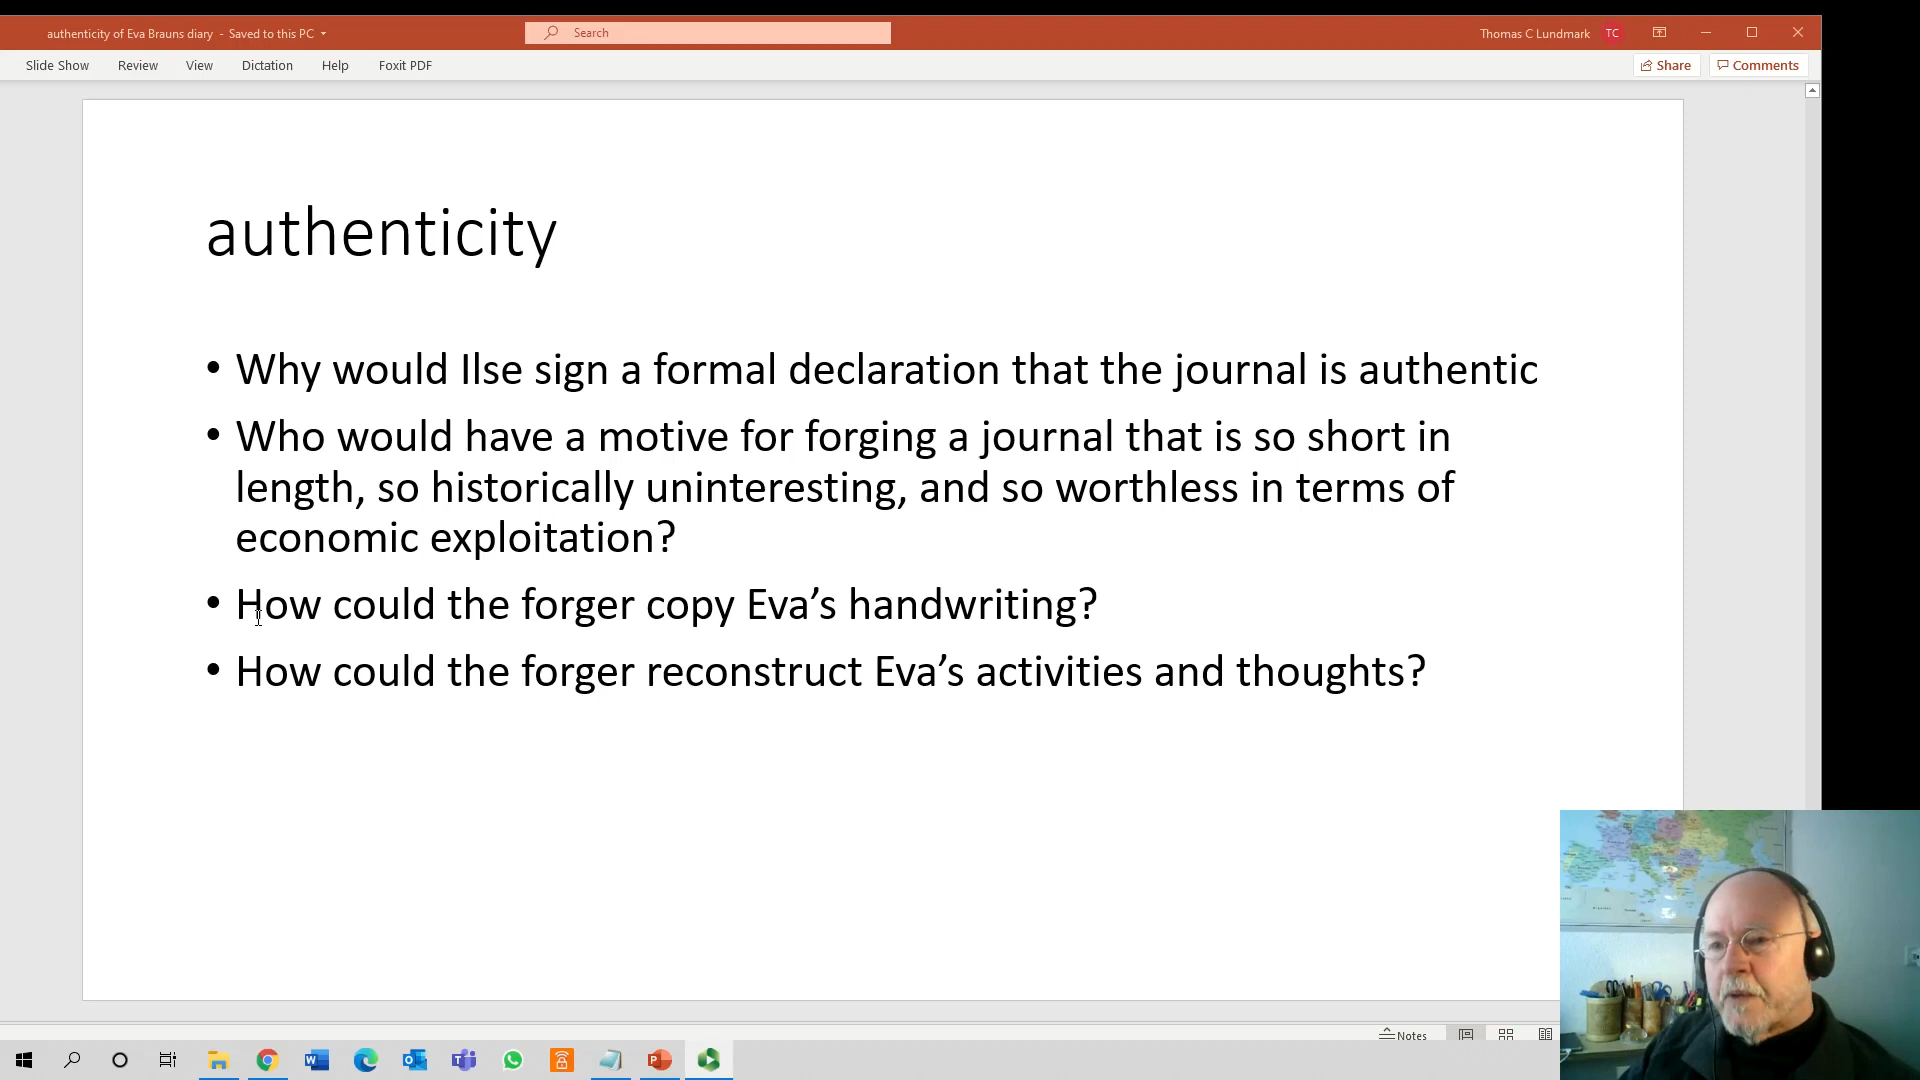 authenticity of Eva Brauns diary - Saved to this PC
Search
Thomas C Lundmark
TC
Slide Show
Review
View
Dictation
Help
Foxit PDF
Share
Comments
authenticity
• Why would Ilse sign a formal declaration that the journal is authentic
• Who would have a motive for forging a journal that is so short in
length, so historically uninteresting, and so worthless in terms of
economic exploitation?
• How could the forger copy Eva’s handwriting?
• How could the forger reconstruct Eva’s activities and thoughts?
Notes